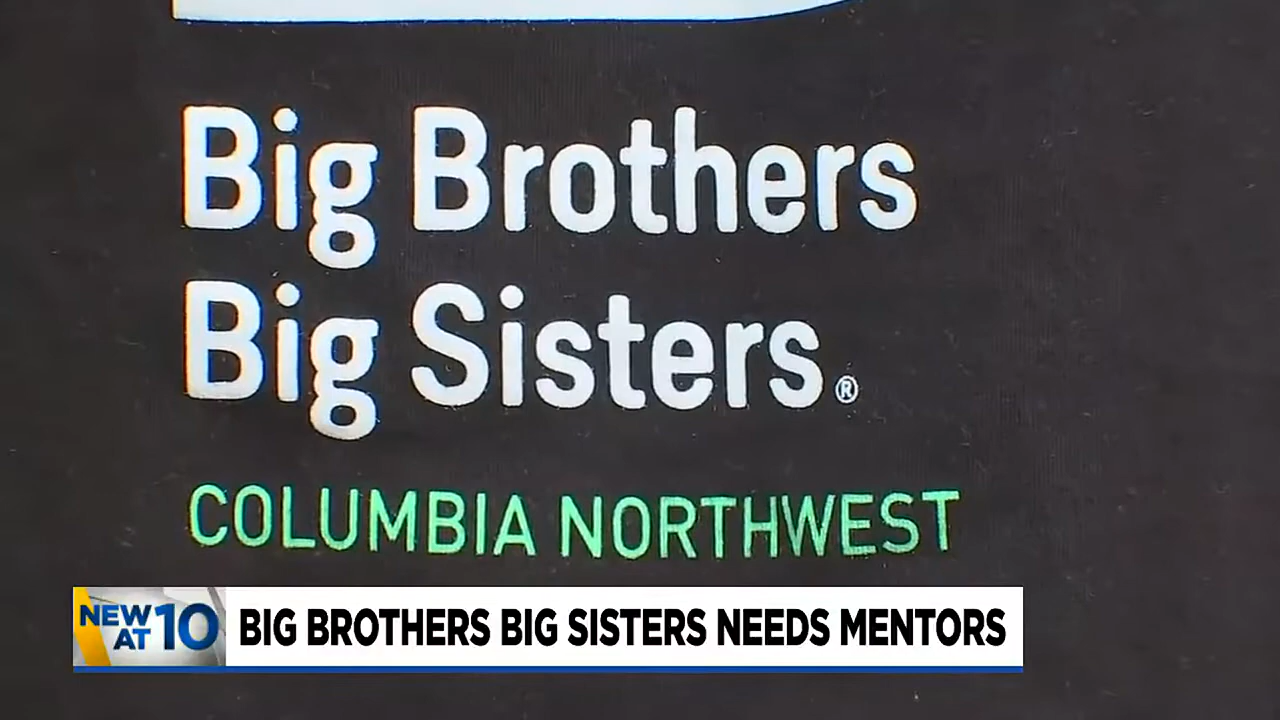 Big Brothers
Big Sisters®
COLUMBIA NORTHWEST
NEW AT 10
BIG BROTHERS BIG SISTERS NEEDS MENTORS